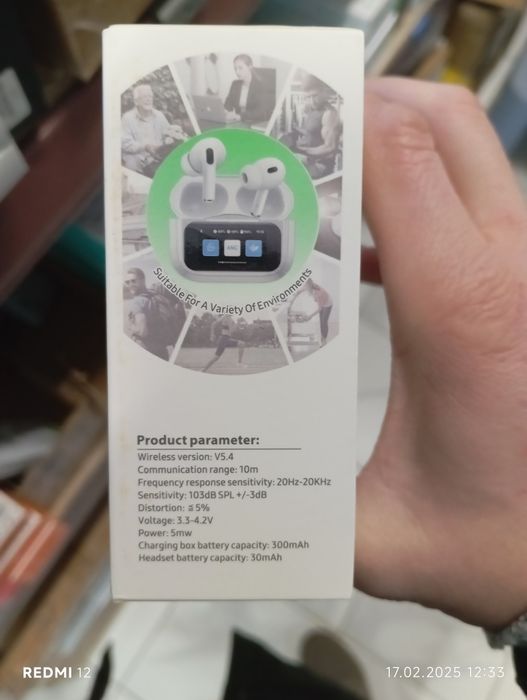 ANC
Suitable For A Variety Of Environments
Product parameter:
Wireless version: V5.4
Communication range: 10m
Frequency response sensitivity: 20Hz-20KHz
Sensitivity: 103dB SPL +/-3dB
Distortion: ≦5%
Voltage: 3.3-4.2V
Power: 5mw
Charging box battery capacity: 300mAh
Headset battery capacity: 30mAh
REDMI 12
17.02.2025 12:33